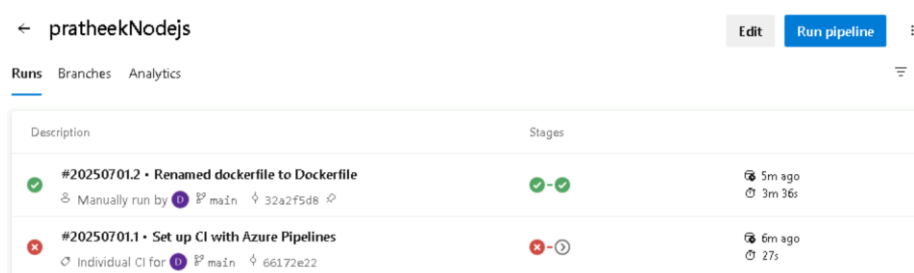 pratheekNodejs
Edit
Run pipeline
Runs Branches Analytics
Description Stages
#20250701.2 • Renamed dockerfile to Dockerfile
5m ago
Manually run by D main 32a2f5d8
3m 36s
#20250701.1 • Set up CI with Azure Pipelines
6m ago
Individual CI for D main 66172e22
27s